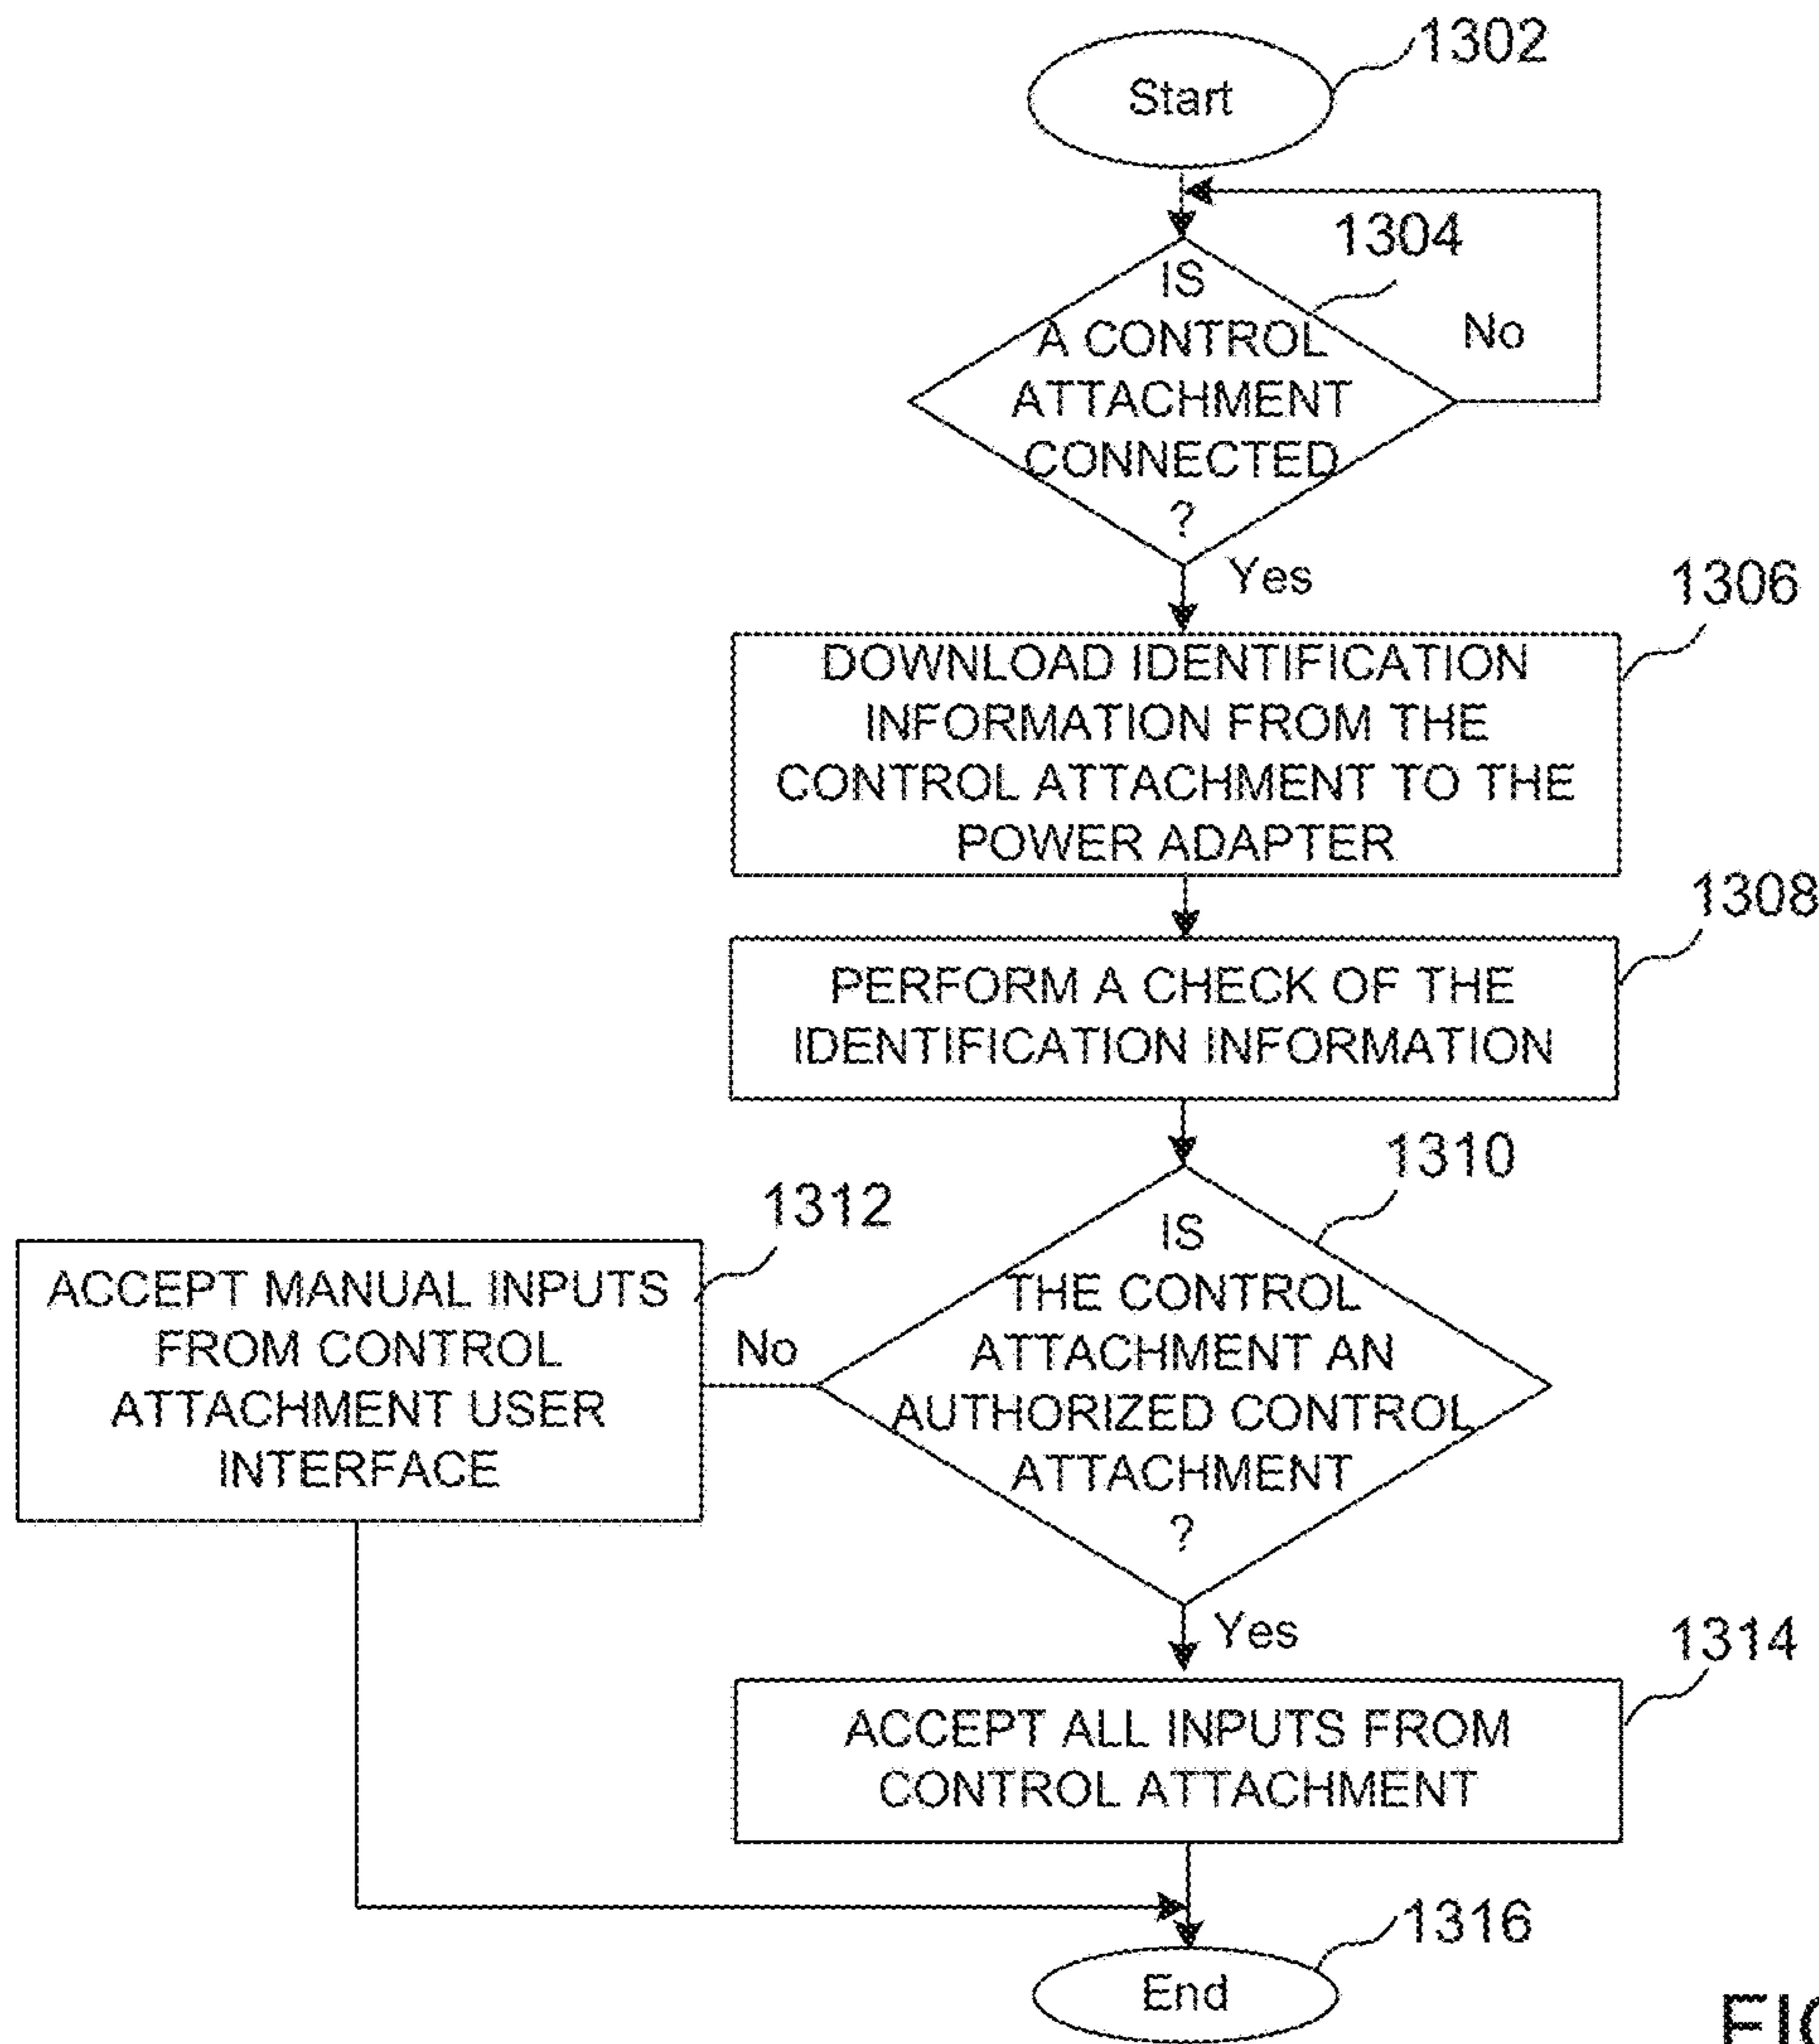 1302
Start
1304
IS
A CONTROL
ATTACHMENT
CONNECTED
?
No
Yes
1306
DOWNLOAD IDENTIFICATION
INFORMATION FROM THE
CONTROL ATTACHMENT TO THE
POWER ADAPTER
1308
PERFORM A CHECK OF THE
IDENTIFICATION INFORMATION
1310
IS
THE CONTROL
ATTACHMENT AN
AUTHORIZED CONTROL
ATTACHMENT
?
No
1312
ACCEPT MANUAL INPUTS
FROM CONTROL
ATTACHMENT USER
INTERFACE
Yes
1314
ACCEPT ALL INPUTS FROM
CONTROL ATTACHMENT
1316
End